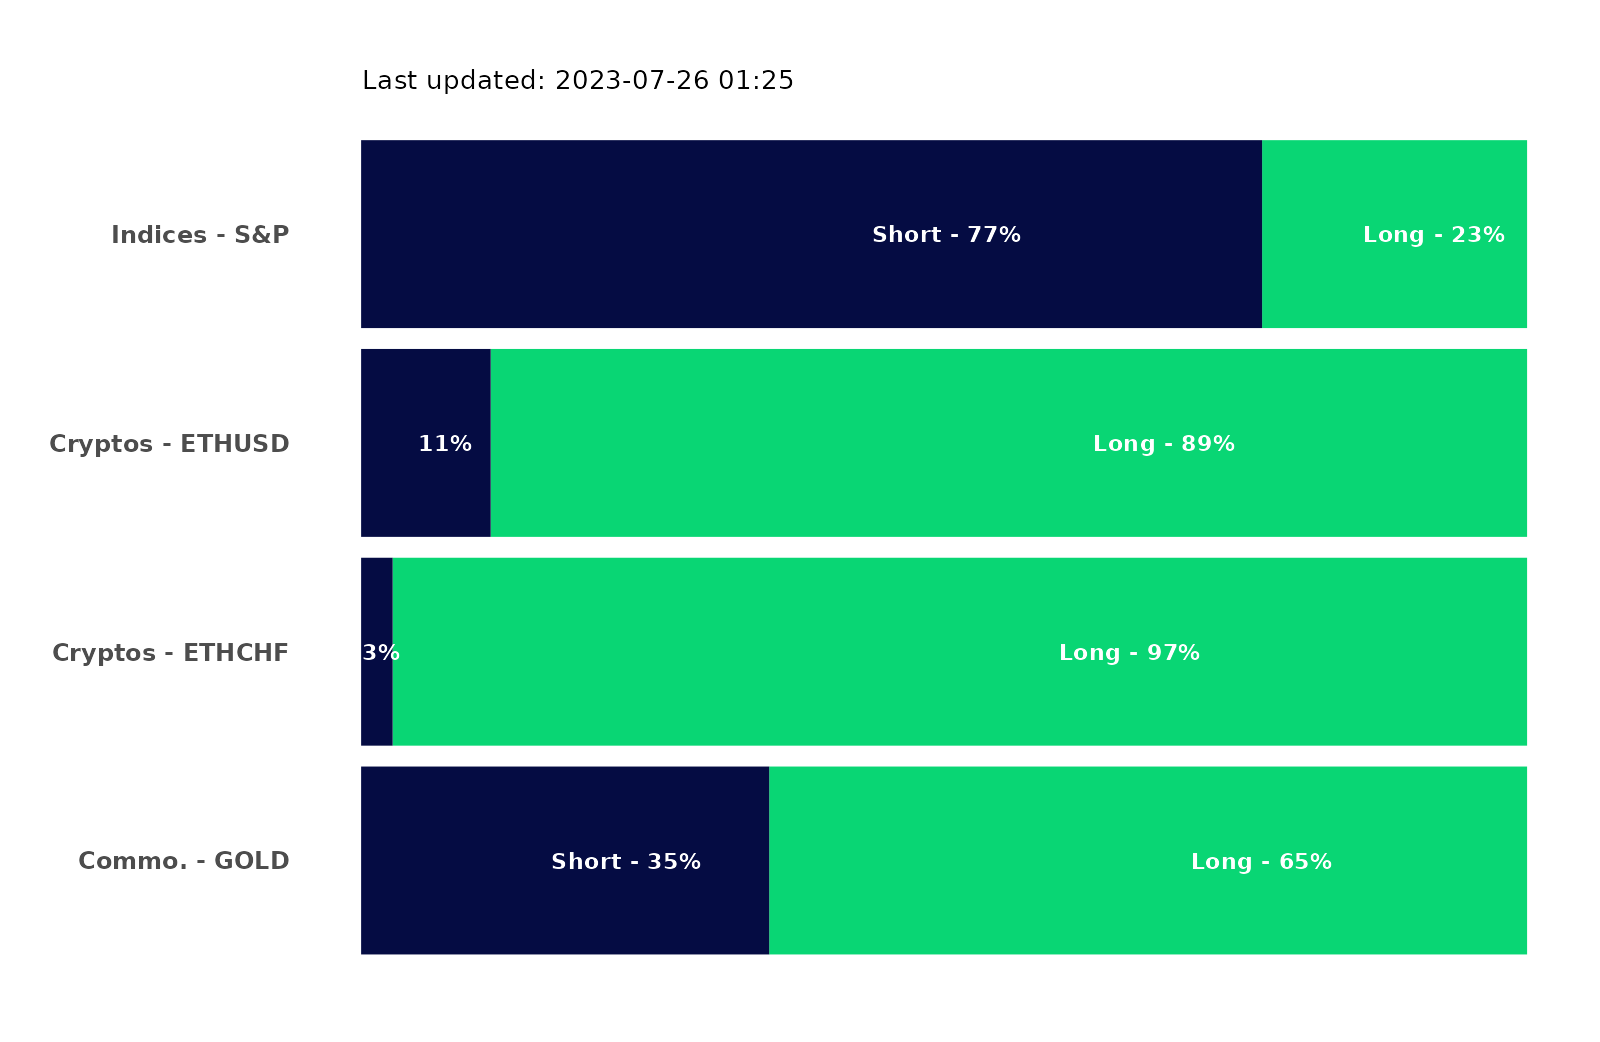 Last updated: 2023-07-26 01:25
Indices - S&P
Short - 77%
Long - 23%
Cryptos - ETHUSD
11%
Long - 89%
Cryptos - ETHCHF
3%
Long - 97%
Commo. - GOLD
Short - 35%
Long - 65%